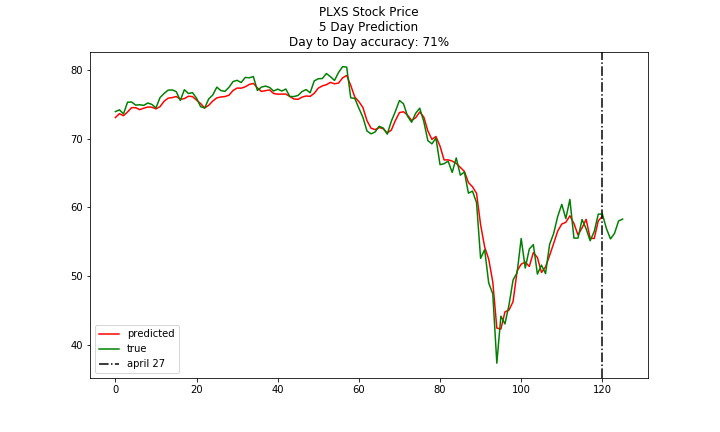 PLXS Stock Price
5 Day Prediction
Day to Day accuracy: 71%
80
70
60
50
40
predicted
true
april 27
0 20 40 60 80 100 120